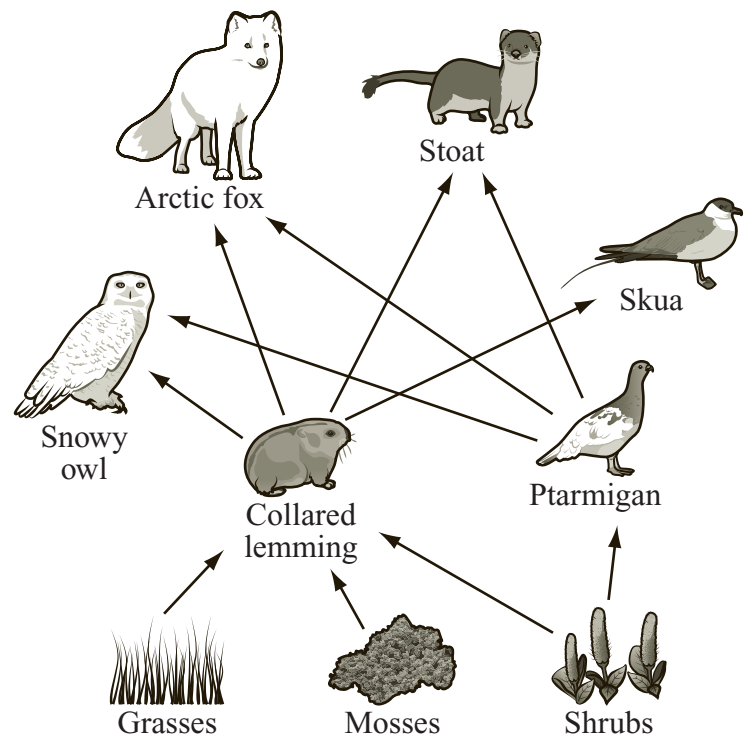 Stoat
Arctic fox
Skua
Snowy
owl
Ptarmigan
Collared
lemming
Grasses
Mosses
Shrubs